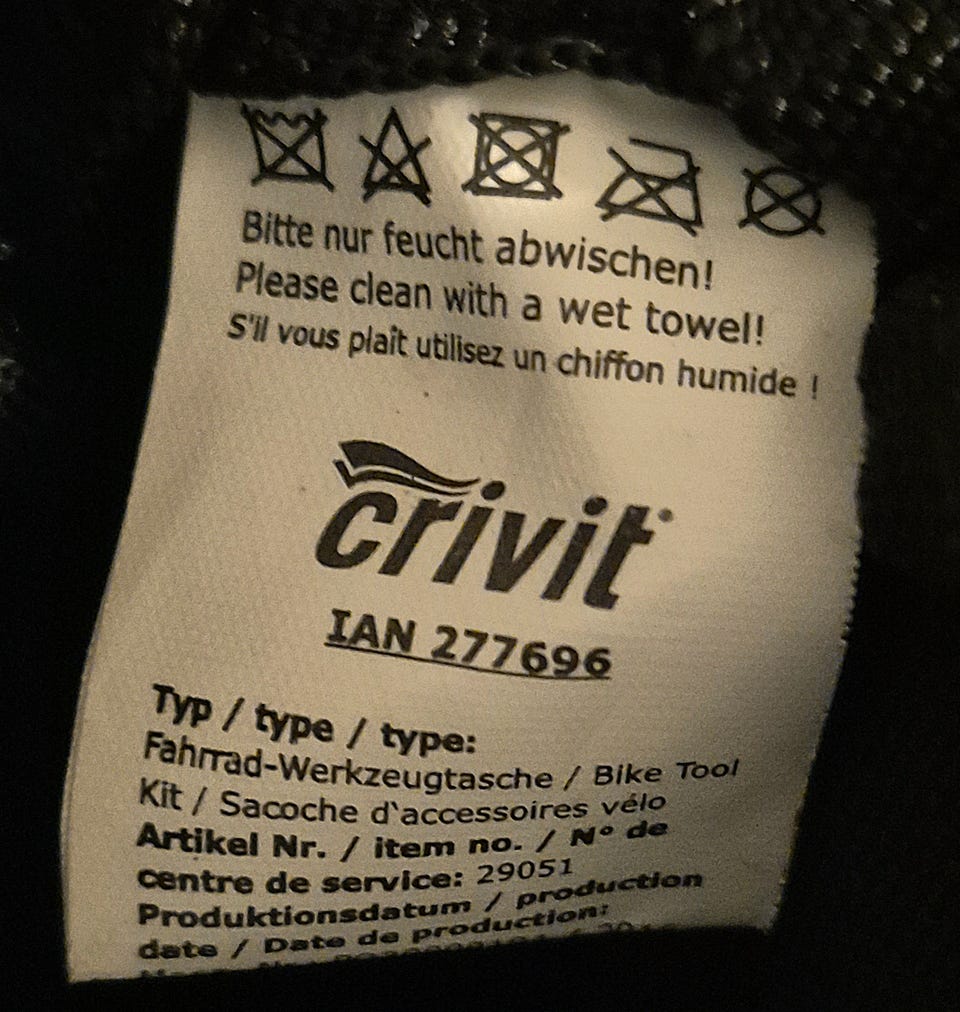 Bitte nur feucht abwischen!
Please clean with a wet towel!
S'il vous plaît utilisez un chiffon humide !
crivit
IAN 277696
Typ / type / type:
Fahrrad-Werkzeugtasche / Bike Tool
Kit / Sacoche d'accessoires vélo
Artikel Nr. / item no. / N° de
centre de service: 29051
Produktionsdatum / production
date / Date de production: